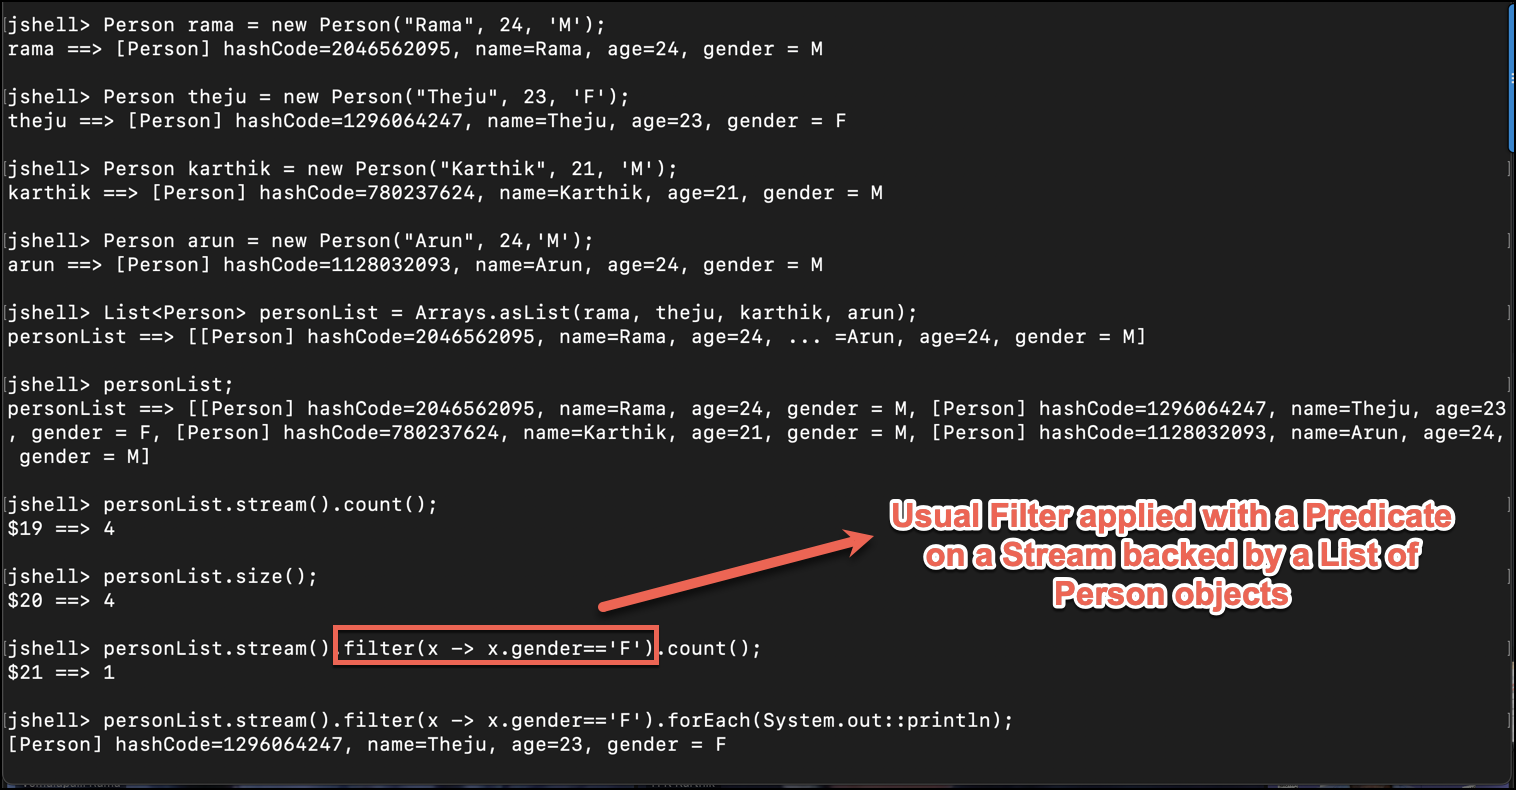 jshell> Person rama = new Person("Rama", 24, 'M');
rama ==> [Person] hashCode=2046562095, name=Rama, age=24, gender = M
jshell> Person theju = new Person("Theju", 23, 'F');
theju ==> [Person] hashCode=1296064247, name=Theju, age=23, gender = F
jshell> Person karthik = new Person("Karthik", 21, 'M');
karthik ==> [Person] hashCode=780237624, name=Karthik, age=21, gender = M
jshell> Person arun = new Person("Arun", 24,'M');
arun ==> [Person] hashCode=1128032093, name=Arun, age=24, gender = M
jshell> List<Person> personList = Arrays.asList(rama, theju, karthik, arun);
personList ==> [[Person] hashCode=2046562095, name=Rama, age=24, ... =Arun, age=24, gender = M]
jshell> personList;
personList ==> [[Person] hashCode=2046562095, name=Rama, age=24, gender = M, [Person] hashCode=1296064247, name=Theju, age=23
, gender = F, [Person] hashCode=780237624, name=Karthik, age=21, gender = M, [Person] hashCode=1128032093, name=Arun, age=24,
gender = M]
jshell> personList.stream().count();
$19 ==> 4
Usual Filter applied with a Predicate
on a Stream backed by a List of
Person objects
jshell> personList.size();
$20 ==> 4
jshell> personList.stream().filter(x -> x.gender=='F').count();
$21 ==> 1
jshell> personList.stream().filter(x -> x.gender=='F').forEach(System.out::println);
[Person] hashCode=1296064247, name=Theju, age=23, gender = F